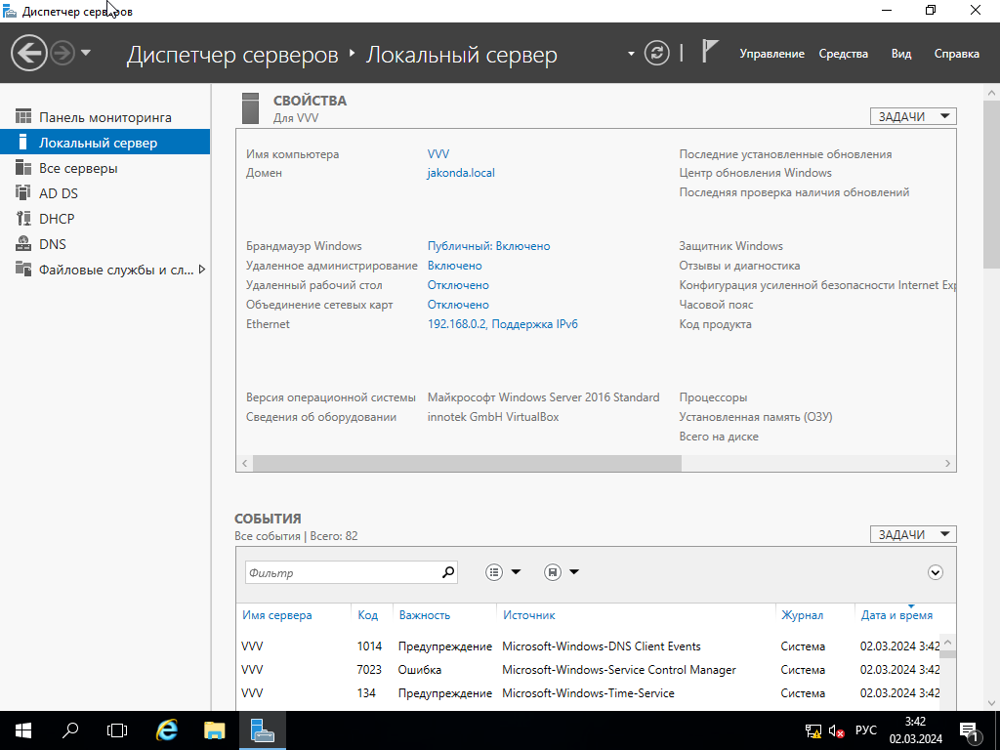 Диспетчер серверов
Диспетчер серверов
Локальный сервер
Управление
Средства
Вид
Справка
Панель мониторинга
Локальный сервер
Все серверы
AD DS
DHCP
DNS
Файловые службы и сл...
СВОЙСТВА
Для VVV
ЗАДАЧИ
Имя компьютера VVV Последние установленные обновления
Домен jakonda.local Центр обновления Windows
Последняя проверка наличия обновлений
Брандмауэр Windows Публичный: Включено Защитник Windows
Удаленное администрирование Включено Отзывы и диагностика
Удаленный рабочий стол Отключено Конфигурация усиленной безопасности Internet Exp
Объединение сетевых карт Отключено Часовой пояс
Ethernet 192.168.0.2, Поддержка IPv6 Код продукта
Версия операционной системы Майкрософт Windows Server 2016 Standard Процессоры
Сведения об оборудовании innotek GmbH VirtualBox Установленная память (ОЗУ)
Всего на диске
СОБЫТИЯ
Все события | Всего: 82
ЗАДАЧИ
Фильтр
Имя сервера Код Важность Источник Журнал Дата и время
VVV 1014 Предупреждение Microsoft-Windows-DNS Client Events Система 02.03.2024 3:42
VVV 7023 Ошибка Microsoft-Windows-Service Control Manager Система 02.03.2024 3:42
VVV 134 Предупреждение Microsoft-Windows-Time-Service Система 02.03.2024 3:42
РУС
3:42
02.03.2024
1